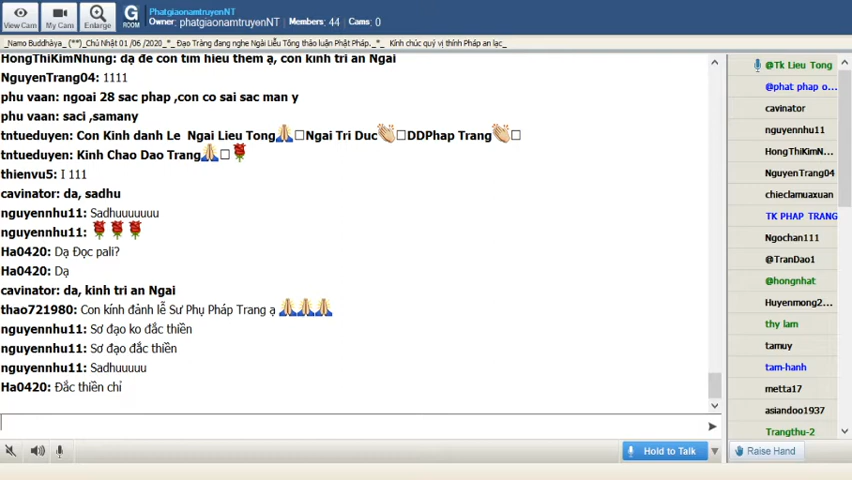 View Cam
My Cam
Enlarge
G
ROOM
PhatgiaonamtruyenNT
Owner: phatgiaonamtruyenNT Members: 44 Cams: 0
_Namo Buddhàya_ (**)_Chủ Nhật 01 /06 /2020_*_ Đạo Tràng đang nghe Ngài Liễu Tông thảo luận Phật Pháp._*_ Kính chúc quý vị thính Pháp an lạc_
HongThiKimNhung: dạ để con tìm hiểu thêm ạ, con kính tri ân Ngài
NguyenTrang04: 1111
phu vaan: ngoai 28 sac phap ,con co sai sac man y
phu vaan: saci ,samany
tntueduyen: Con Kinh danh Le Ngai Lieu Tong🙏□Ngai Tri Duc👏□DDPhap Trang👏□
tntueduyen: Kinh Chao Dao Trang🙏□🌹
thienvu5: I 111
cavinator: da, sadhu
nguyennhu11: Sadhuuuuuuu
nguyennhu11: 🌹🌹🌹
Ha0420: Dạ Đọc pali?
Ha0420: Dạ
cavinator: da, kinh tri an Ngai
thao721980: Con kính đảnh lễ Sư Phụ Pháp Trang ạ 🙏🙏🙏
nguyennhu11: Sơ đạo ko đắc thiền
nguyennhu11: Sơ đạo đắc thiền
nguyennhu11: Sadhuuuuu
Ha0420: Đắc thiền chỉ
@Tk Lieu Tong
@phat phap o...
cavinator
nguyennhu11
HongThiKimN...
NguyenTrang04
chieclamuaxuan
TK PHAP TRANG
Ngochan111
@TranDao1
@hongnhat
Huyenmong2...
thy lam
tamuy
tam-hanh
metta17
asiandoo1937
Trangthu-2
Hold to Talk
Raise Hand